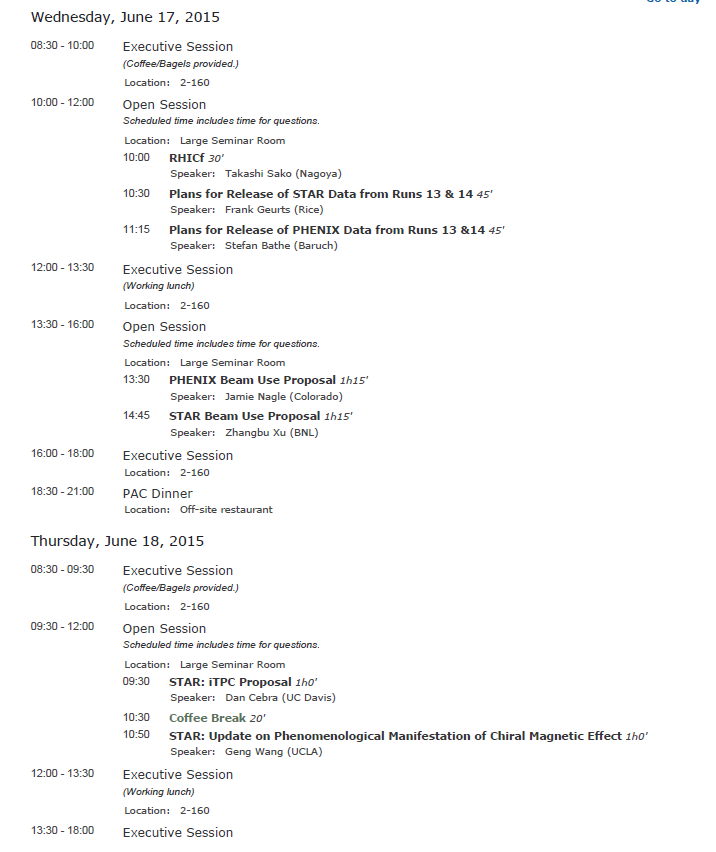 Go to day
Wednesday, June 17, 2015
08:30 - 10:00 Executive Session
(Coffee/Bagels provided.)
Location: 2-160
10:00 - 12:00 Open Session
Scheduled time includes time for questions.
Location: Large Seminar Room
10:00 RHICf 30'
Speaker: Takashi Sako (Nagoya)
10:30 Plans for Release of STAR Data from Runs 13 & 14 45'
Speaker: Frank Geurts (Rice)
11:15 Plans for Release of PHENIX Data from Runs 13 &14 45'
Speaker: Stefan Bathe (Baruch)
12:00 - 13:30 Executive Session
(Working lunch)
Location: 2-160
13:30 - 16:00 Open Session
Scheduled time includes time for questions.
Location: Large Seminar Room
13:30 PHENIX Beam Use Proposal 1h15'
Speaker: Jamie Nagle (Colorado)
14:45 STAR Beam Use Proposal 1h15'
Speaker: Zhangbu Xu (BNL)
16:00 - 18:00 Executive Session
Location: 2-160
18:30 - 21:00 PAC Dinner
Location: Off-site restaurant
Thursday, June 18, 2015
08:30 - 09:30 Executive Session
(Coffee/Bagels provided.)
Location: 2-160
09:30 - 12:00 Open Session
Scheduled time includes time for questions.
Location: Large Seminar Room
09:30 STAR: iTPC Proposal 1h0'
Speaker: Dan Cebra (UC Davis)
10:30 Coffee Break 20'
10:50 STAR: Update on Phenomenological Manifestation of Chiral Magnetic Effect 1h0'
Speaker: Geng Wang (UCLA)
12:00 - 13:30 Executive Session
(Working lunch)
Location: 2-160
13:30 - 18:00 Executive Session